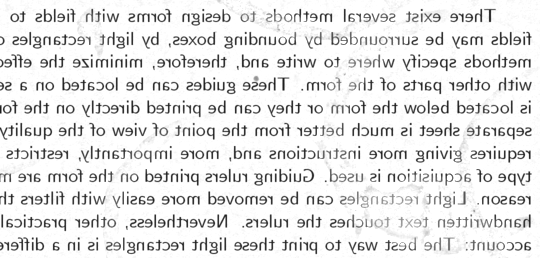 There exist several methods to design forms with fields to
fields may be surrounded by bounding boxes, by light rectangles o
methods specify where to write and, therefore, minimize the effec
with other parts of the form. These guides can be located on a se
is located below the form or they can be printed directly on the for
separate sheet is much better from the point of view of the quality
requires giving more instructions and, more importantly, restricts
type of acquisition is used. Guiding rulers printed on the form are m
reason. Light rectangles can be removed more easily with filters th
handwritten text touches the rulers. Nevertheless, other practical
account: The best way to print these light rectangles is in a differe